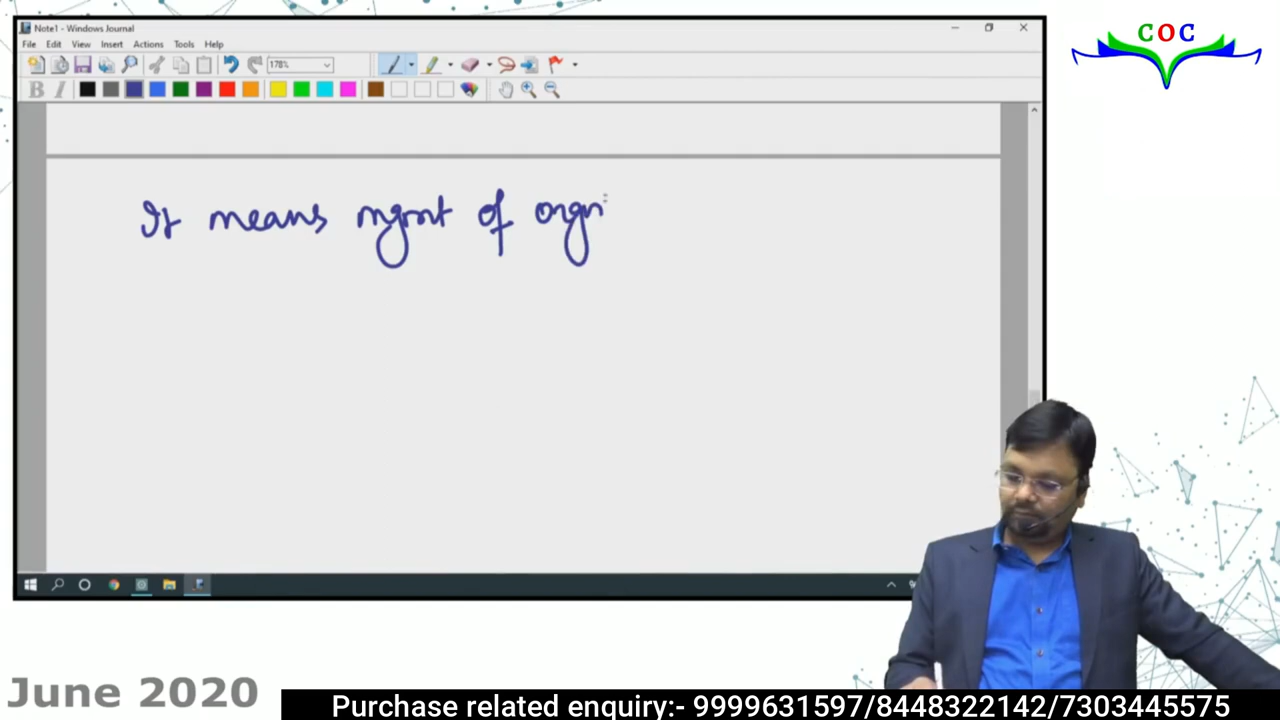 Note1 - Windows Journal
File Edit View Insert Actions Tools Help
178%
B I
It means mgmt of orgni
COC
June 2020
Purchase related enquiry:- 9999631597/8448322142/7303445575